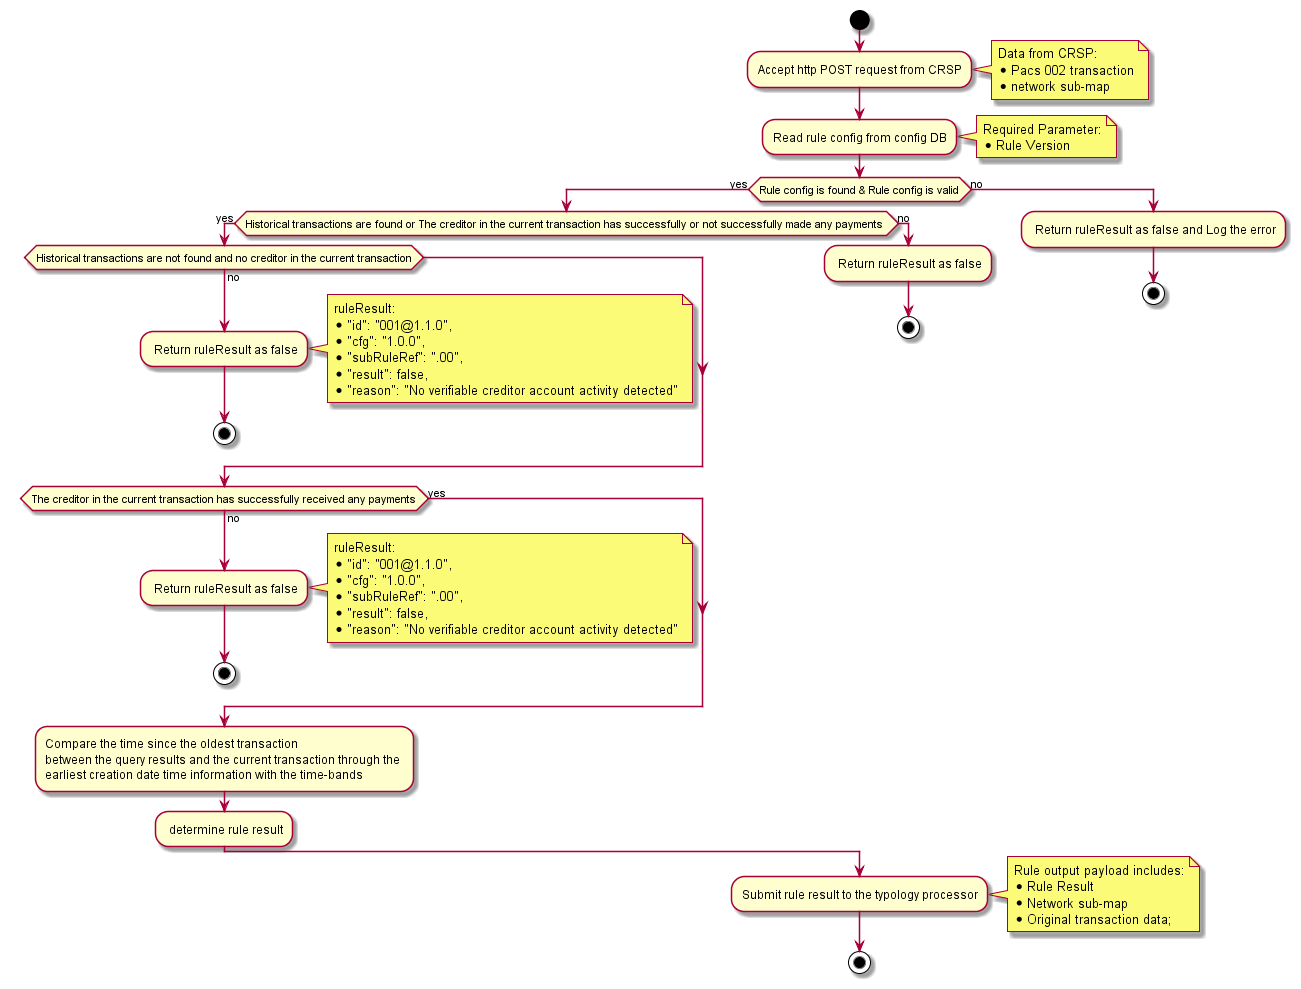 Accept http POST request from CRSP
Data from CRSP:
• Pacs 002 transaction
• network sub-map
Read rule config from config DB
Required Parameter:
• Rule Version
yes
Rule config is found & Rule config is valid
no
yes
Historical transactions are found or The creditor in the current transaction has successfully or not successfully made any payments
no
Return ruleResult as false and Log the error
Historical transactions are not found and no creditor in the current transaction
Return ruleResult as false
no
Return ruleResult as false
ruleResult:
• "id": "001@1.1.0",
• "cfg": "1.0.0",
• "subRuleRef": ".00",
• "result": false,
• "reason": "No verifiable creditor account activity detected"
The creditor in the current transaction has successfully received any payments
yes
no
Return ruleResult as false
ruleResult:
• "id": "001@1.1.0",
• "cfg": "1.0.0",
• "subRuleRef": ".00",
• "result": false,
• "reason": "No verifiable creditor account activity detected"
Compare the time since the oldest transaction
between the query results and the current transaction through the
earliest creation date time information with the time-bands
determine rule result
Submit rule result to the typology processor
Rule output payload includes:
• Rule Result
• Network sub-map
• Original transaction data;